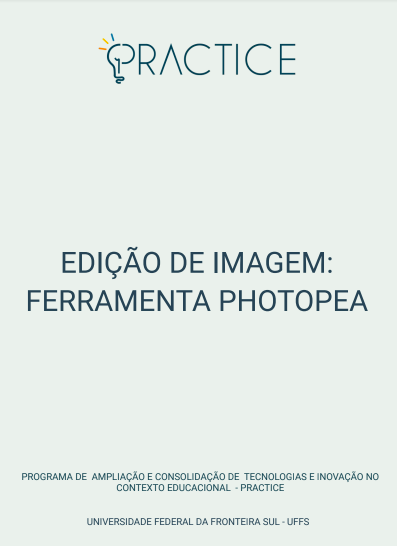 PRACTICE
EDIÇÃO DE IMAGEM:
FERRAMENTA PHOTOPEA
PROGRAMA DE AMPLIAÇÃO E CONSOLIDAÇÃO DE TECNOLOGIAS E INOVAÇÃO NO
CONTEXTO EDUCACIONAL - PRACTICE
UNIVERSIDADE FEDERAL DA FRONTEIRA SUL - UFFS